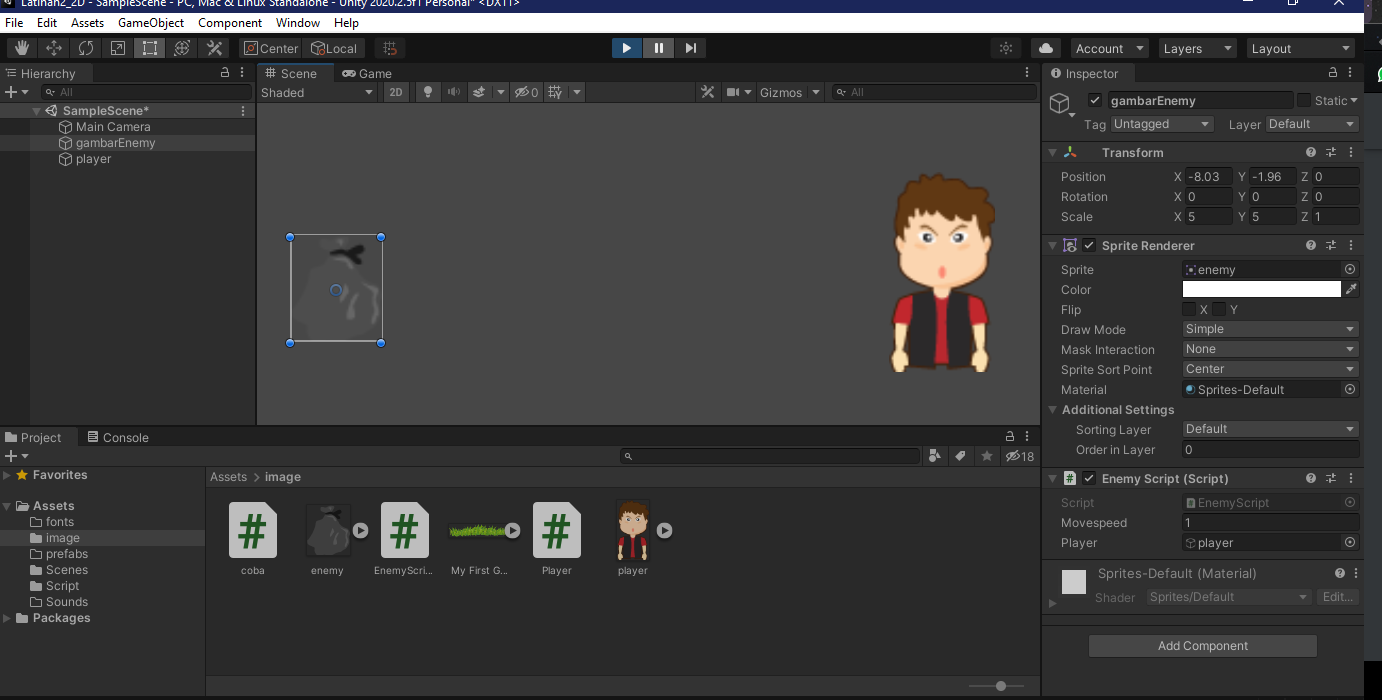 Latihan2_2D - SampleScene - PC, Mac & Linux Standalone - Unity 2020.2.5f1 Personal* <DX11>
File Edit Assets GameObject Component Window Help
Center Local Account Layers Layout
Hierarchy
All
SampleScene*
Main Camera
gambarEnemy
player
Scene Game
Shaded 2D 0 Gizmos All
Inspector
gambarEnemy Static
Tag Untagged Layer Default
Transform
Position X -8.03 Y -1.96 Z 0
Rotation X 0 Y 0 Z 0
Scale X 5 Y 5 Z 1
Sprite Renderer
Sprite enemy
Color
Flip X Y
Draw Mode Simple
Mask Interaction None
Sprite Sort Point Center
Material Sprites-Default
Additional Settings
Sorting Layer Default
Order in Layer 0
Enemy Script (Script)
Script EnemyScript
Movespeed 1
Player player
Sprites-Default (Material)
Shader Sprites/Default Edit...
Add Component
Project Console
18
Favorites
Assets
fonts
image
prefabs
Scenes
Script
Sounds
Packages
Assets > image
coba enemy EnemyScri... My First G... Player player